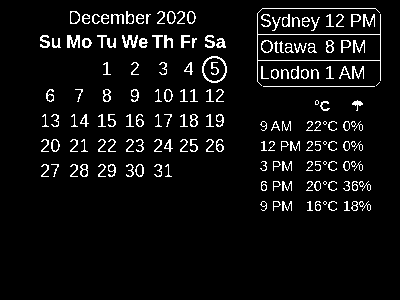 December 2020
Su Mo Tu We Th Fr Sa
1 2 3 4 5
6 7 8 9 10 11 12
13 14 15 16 17 18 19
20 21 22 23 24 25 26
27 28 29 30 31
Sydney 12 PM
Ottawa 8 PM
London 1 AM
°C
9 AM 22°C 0%
12 PM 25°C 0%
3 PM 25°C 0%
6 PM 20°C 36%
9 PM 16°C 18%